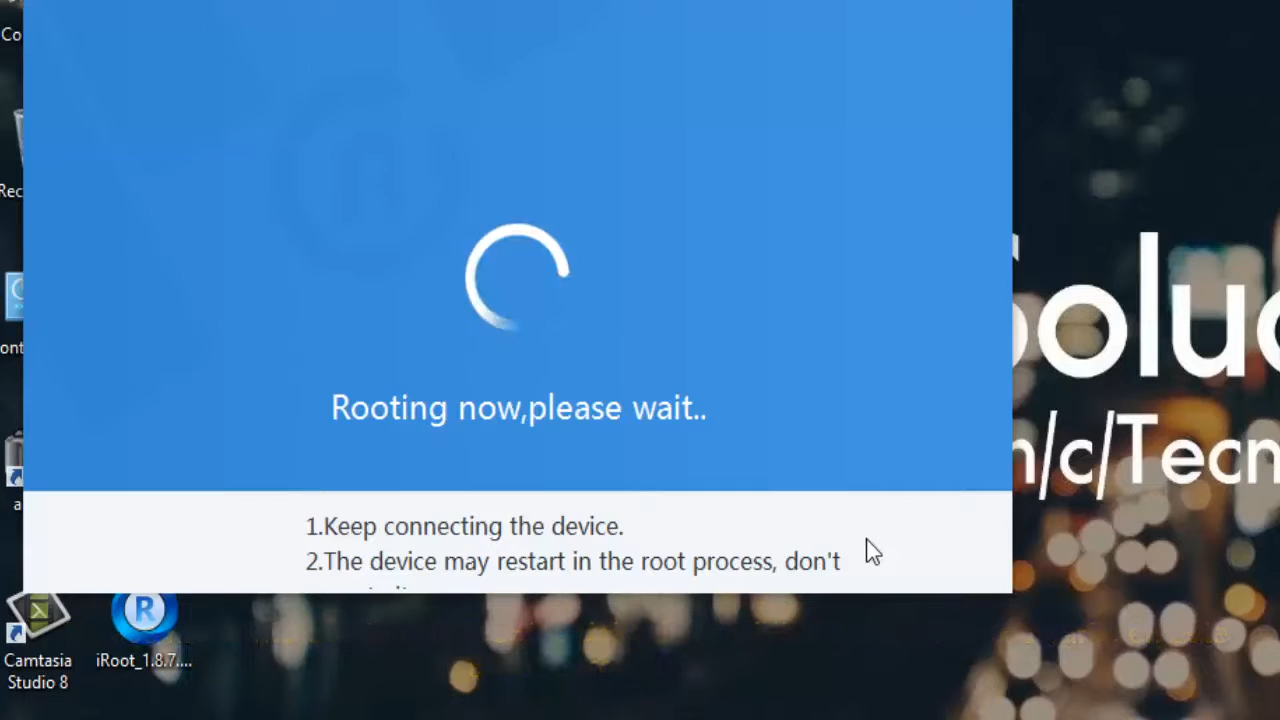 Co
Rec
ont
Rooting now,please wait..
1.Keep connecting the device.
2.The device may restart in the root process, don't
a
Camtasia
Studio 8
R
iRoot_1.8.7....
Soluc
n/c/Tecn